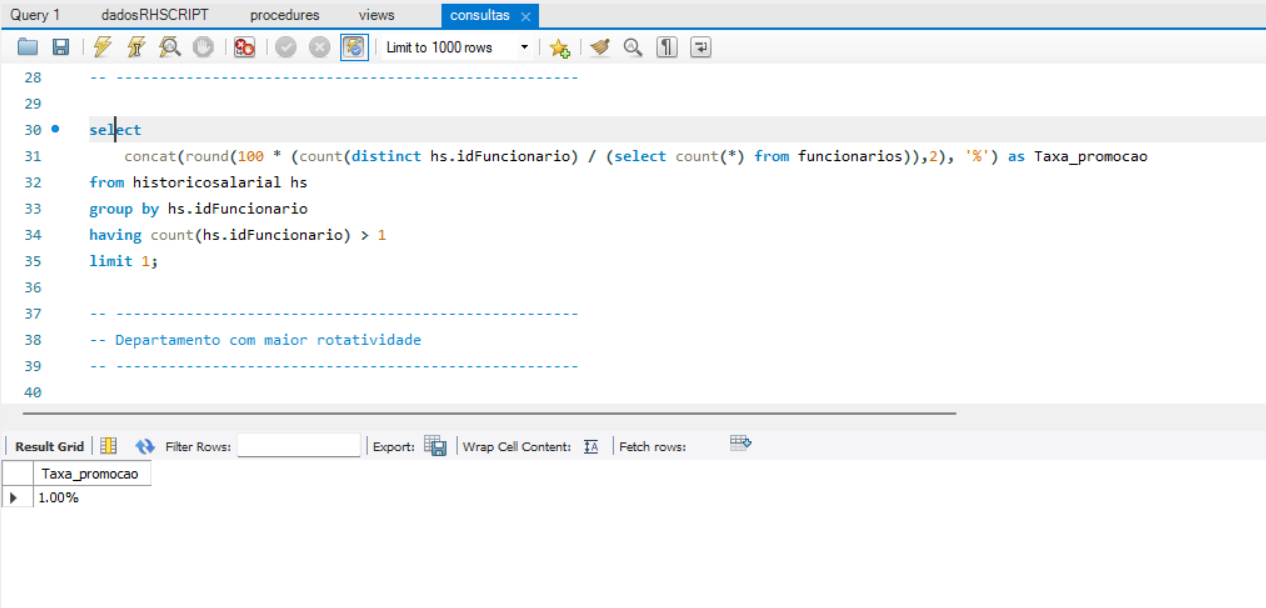 Query 1 dadosRHSCRIPT procedures views consultas ×
Limit to 1000 rows
28 -- -----------------------------------------------------
29
30 select
31 concat(round(100 * (count(distinct hs.idFuncionario) / (select count(*) from funcionarios)),2), '%') as Taxa_promocao
32 from historicosalarial hs
33 group by hs.idFuncionario
34 having count(hs.idFuncionario) > 1
35 limit 1;
36
37 -- -----------------------------------------------------
38 -- Departamento com maior rotatividade
39 -- -----------------------------------------------------
40
Result Grid Filter Rows: Export: Wrap Cell Content: Fetch rows:
Taxa_promocao
1.00%